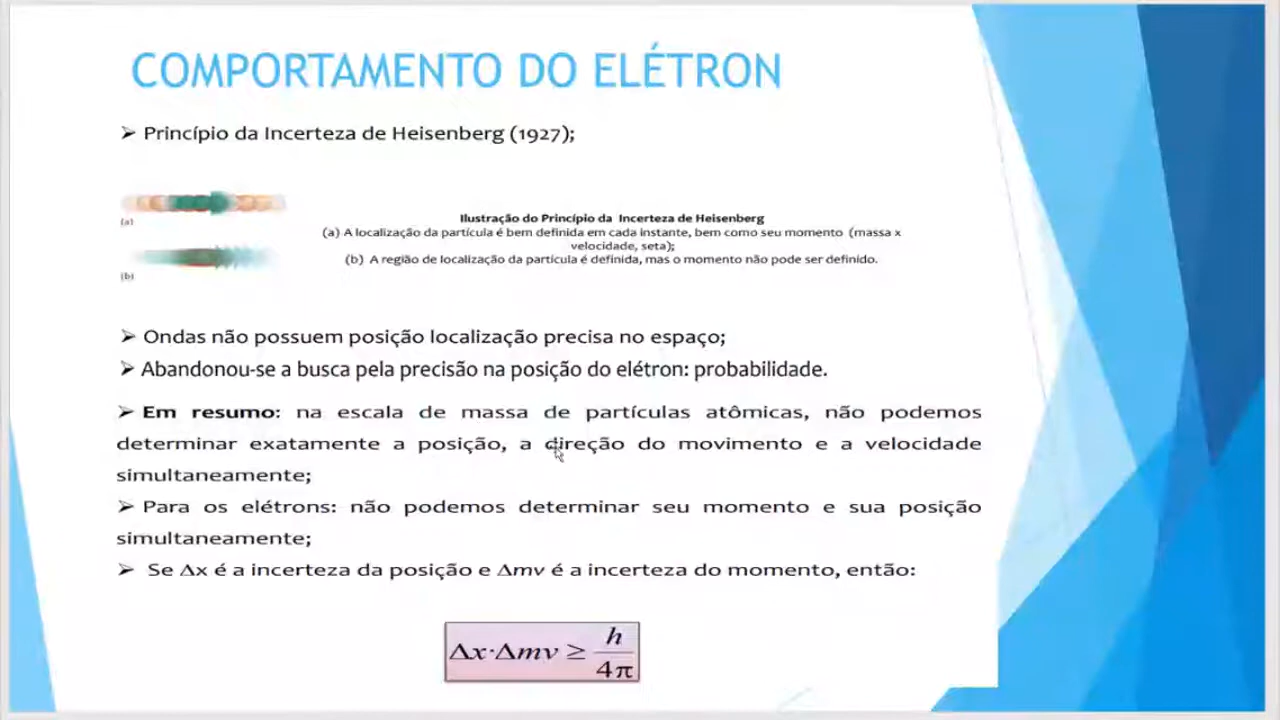 COMPORTAMENTO DO ELÉTRON
➢ Princípio da Incerteza de Heisenberg (1927);
(a)
Ilustração do Princípio da Incerteza de Heisenberg
(a) A localização da partícula é bem definida em cada instante, bem como seu momento (massa x
velocidade, seta);
(b) A região de localização da partícula é definida, mas o momento não pode ser definido.
(b)
➢ Ondas não possuem posição localização precisa no espaço;
➢ Abandonou-se a busca pela precisão na posição do elétron: probabilidade.
➢ Em resumo: na escala de massa de partículas atômicas, não podemos
determinar exatamente a posição, a direção do movimento e a velocidade
simultaneamente;
➢ Para os elétrons: não podemos determinar seu momento e sua posição
simultaneamente;
➢ Se Δx é a incerteza da posição e Δmv é a incerteza do momento, então:
Δx·Δmv ≥ h/4π